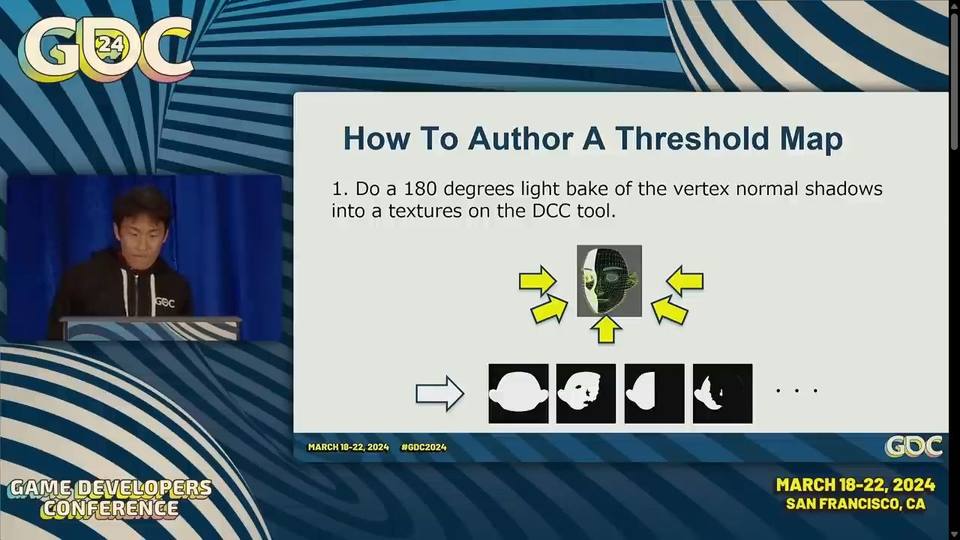 GDC
24
How To Author A Threshold Map
1. Do a 180 degrees light bake of the vertex normal shadows
into a textures on the DCC tool.
GDC
. . .
MARCH 18-22, 2024 #GDC2024
GDC
GAME DEVELOPERS
CONFERENCE
MARCH 18-22, 2024
SAN FRANCISCO, CA